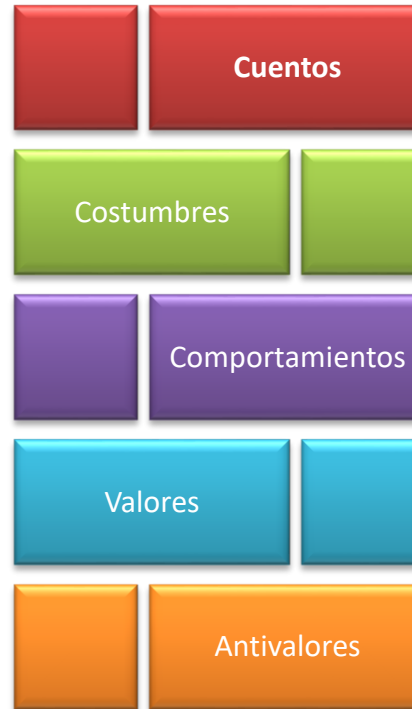 Cuentos
Costumbres
Comportamientos
Valores
Antivalores